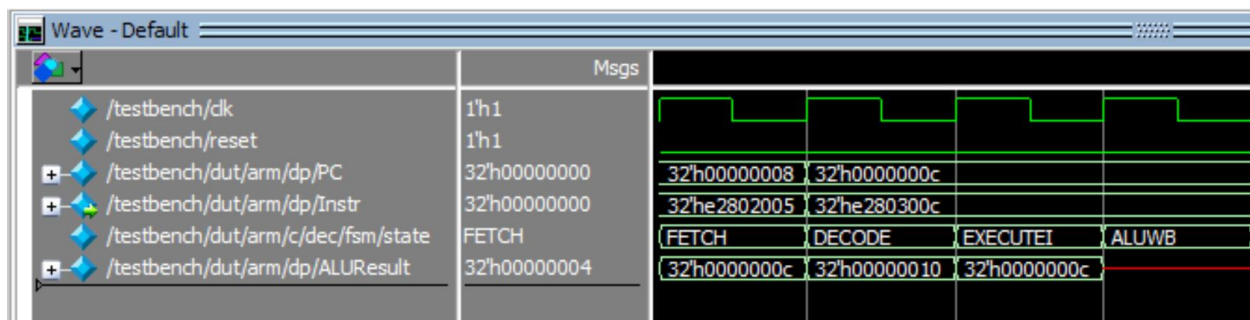 Wave - Default
Msgs
/testbench/clk 1'h1
/testbench/reset 1'h1
/testbench/dut/arm/dp/PC 32'h00000000 32'h00000008 32'h0000000c
/testbench/dut/arm/dp/Instr 32'h00000000 32'he2802005 32'he280300c
/testbench/dut/arm/c/dec/fsm/state FETCH FETCH DECODE EXECUTEI ALUWB
/testbench/dut/arm/dp/ALUResult 32'h00000004 32'h0000000c 32'h00000010 32'h0000000c